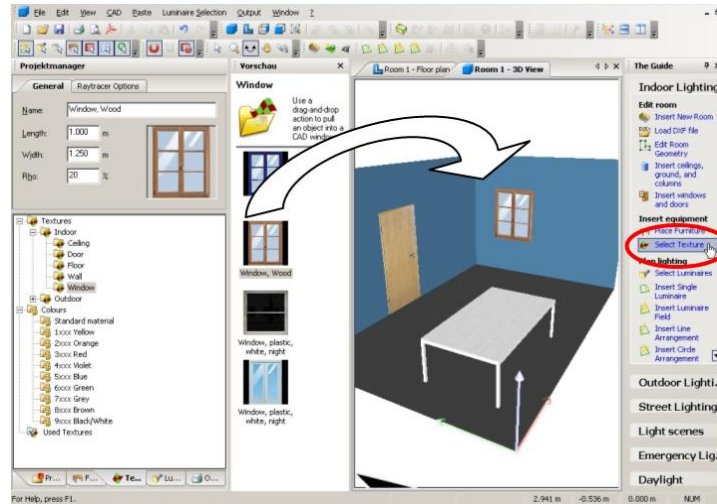 File Edit View CAD Paste Luminaire Selection Output Window ?
Projektmanager
General Raytracer Options
Name: Window, Wood
Length: 1.000 m
Width: 1.250 m
Rho: 20 %
Textures
Indoor
Ceiling
Door
Floor
Wall
Window
Outdoor
Colours
Standard material
1xxx Yellow
2xxx Orange
3xxx Red
4xxx Violet
5xxx Blue
6xxx Green
7xxx Grey
8xxx Brown
9xxx Black/White
Used Textures
Pr... F... Te... Lu... O...
For Help, press F1.
Vorschau
Window
Use a
drag-and-drop
action to pull
an object into a
CAD window
Window, Wood
Window, plastic,
white, night
Window, plastic,
white, night
Room 1 - Floor plan Room 1 - 3D View
The Guide
Indoor Lighting
Edit room
Insert New Room
Load DXF file
Edit Room
Geometry
Insert ceilings,
ground, and
columns
Insert windows
and doors
Insert equipment
Place Furniture
Select Texture
Plan lighting
Select Luminaires
Insert Single
Luminaire
Insert Luminaire
Field
Insert Line
Arrangement
Insert Circle
Arrangement
Outdoor Lighti..
Street Lighting
Light scenes
Emergency Lig..
Daylight
2.941 m -0.536 m 0.000 m NUM